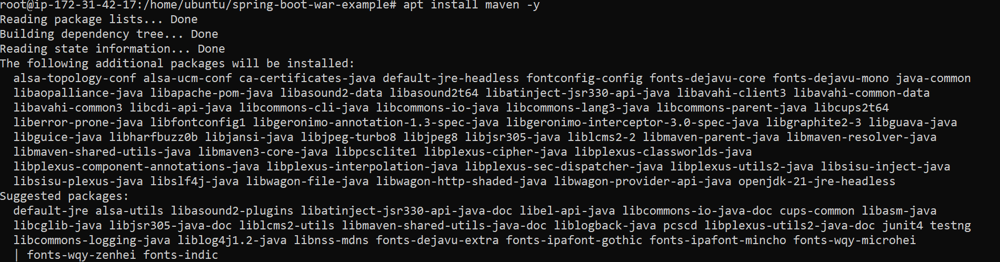 root@ip-172-31-42-17:/home/ubuntu/spring-boot-war-example# apt install maven -y
Reading package lists... Done
Building dependency tree... Done
Reading state information... Done
The following additional packages will be installed:
  alsa-topology-conf alsa-ucm-conf ca-certificates-java default-jre-headless fontconfig-config fonts-dejavu-core fonts-dejavu-mono java-common
  libaopalliance-java libapache-pom-java libasound2-data libasound2t64 libatinject-jsr330-api-java libavahi-client3 libavahi-common-data
  libavahi-common3 libcdi-api-java libcommons-cli-java libcommons-io-java libcommons-lang3-java libcommons-parent-java libcups2t64
  liberror-prone-java libfontconfig1 libgeronimo-annotation-1.3-spec-java libgeronimo-interceptor-3.0-spec-java libgraphite2-3 libguava-java
  libguice-java libharfbuzz0b libjansi-java libjpeg-turbo8 libjpeg8 libjsr305-java liblcms2-2 libmaven-parent-java libmaven-resolver-java
  libmaven-shared-utils-java libmaven3-core-java libpcsclite1 libplexus-cipher-java libplexus-classworlds-java
  libplexus-component-annotations-java libplexus-interpolation-java libplexus-sec-dispatcher-java libplexus-utils2-java libsisu-inject-java
  libsisu-plexus-java libslf4j-java libwagon-file-java libwagon-http-shaded-java libwagon-provider-api-java openjdk-21-jre-headless
Suggested packages:
  default-jre alsa-utils libasound2-plugins libatinject-jsr330-api-java-doc libel-api-java libcommons-io-java-doc cups-common libasm-java
  libcglib-java libjsr305-java-doc liblcms2-utils libmaven-shared-utils-java-doc liblogback-java pcscd libplexus-utils2-java-doc junit4 testng
  libcommons-logging-java liblog4j1.2-java libnss-mdns fonts-dejavu-extra fonts-ipafont-gothic fonts-ipafont-mincho fonts-wqy-microhei
  | fonts-wqy-zenhei fonts-indic